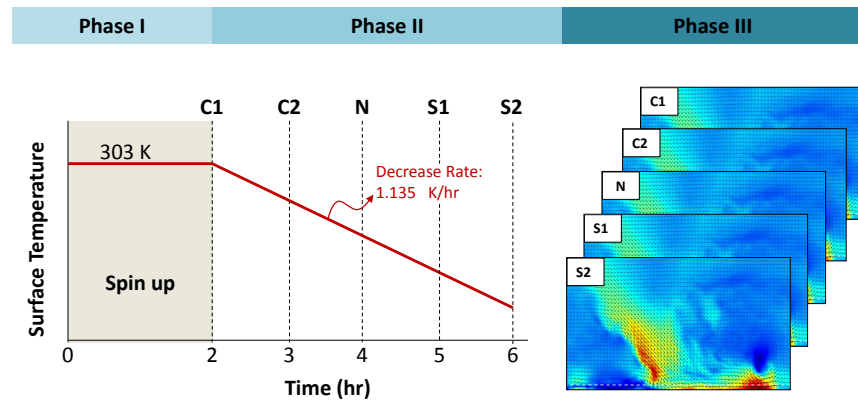 Phase I Phase II Phase III
C1 C2 N S1 S2
303 K
Decrease Rate:
1.135 K/hr
Spin up
Surface Temperature
0 2 3 4 5 6
Time (hr)
C1
C2
N
S1
S2